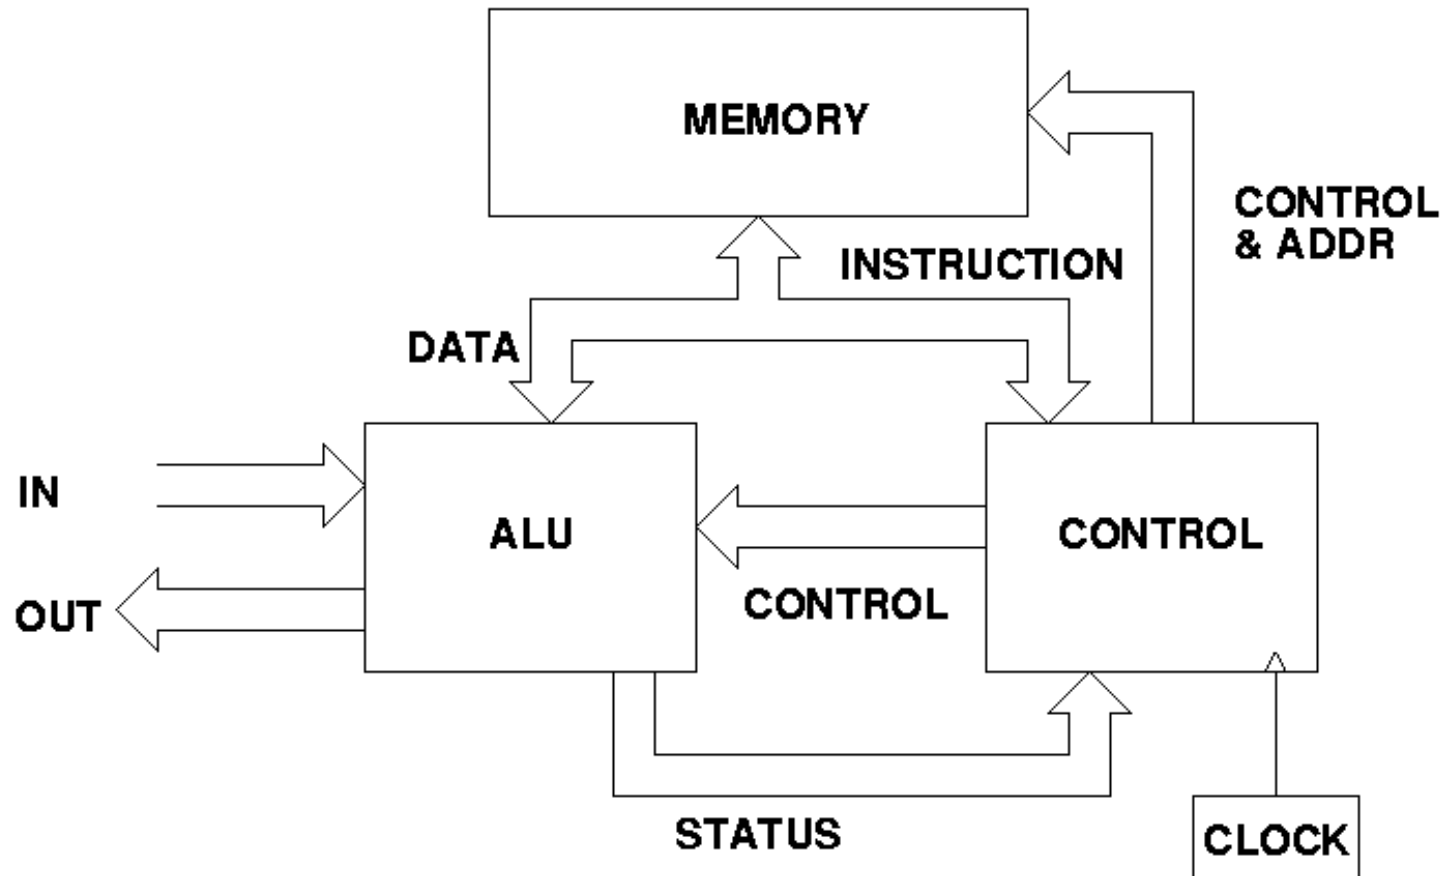 MEMORY
CONTROL
& ADDR
INSTRUCTION
DATA
IN
ALU
CONTROL
OUT
CONTROL
STATUS
CLOCK